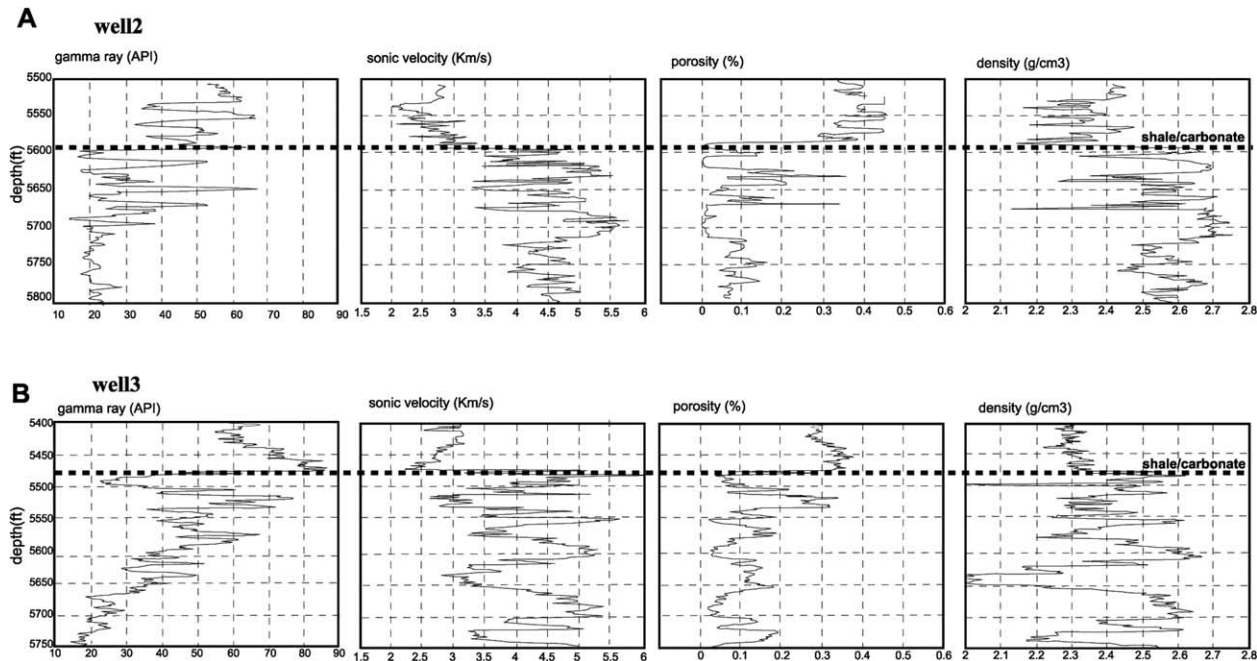 A
well2
gamma ray (API) sonic velocity (Km/s) porosity (%) density (g/cm3)
5500
5550
5600
5650
5700
5750
5800
depth(ft)
shale/carbonate
10 20 30 40 50 60 70 80 90
1.5 2 2.5 3 3.5 4 4.5 5 5.5 6
0 0.1 0.2 0.3 0.4 0.5 0.6
2 2.1 2.2 2.3 2.4 2.5 2.6 2.7 2.8
B
well3
gamma ray (API) sonic velocity (Km/s) porosity (%) density (g/cm3)
5400
5450
5500
5550
5600
5650
5700
5750
depth(ft)
shale/carbonate
10 20 30 40 50 60 70 80 90
1.5 2 2.5 3 3.5 4 4.5 5 5.5 6
0 0.1 0.2 0.3 0.4 0.5 0.6
2 2.1 2.2 2.3 2.4 2.5 2.6 2.7 2.8